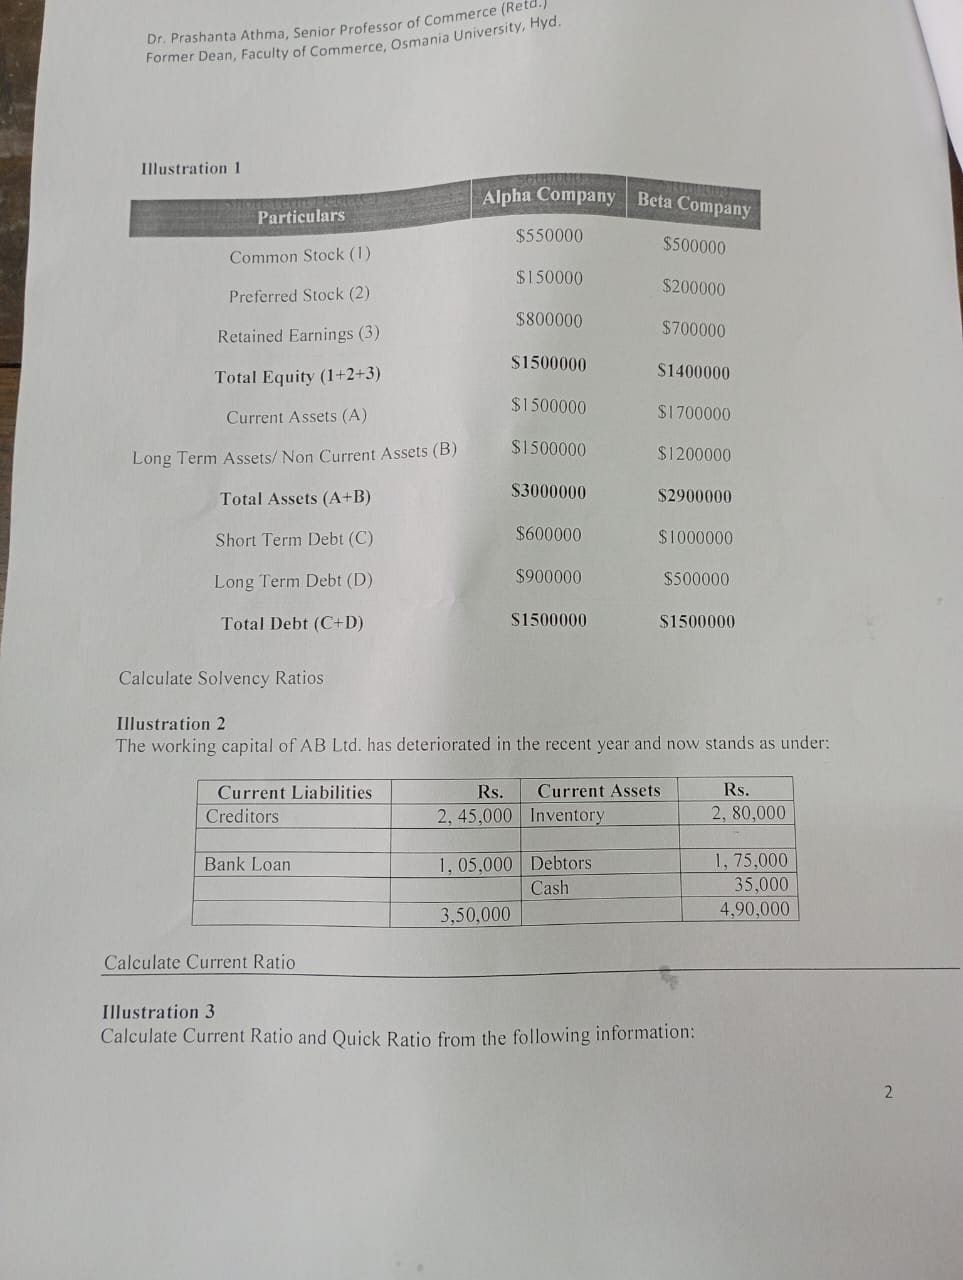 Dr. Prashanta Athma, Senior Professor of Commerce (Retd.)
Former Dean, Faculty of Commerce, Osmania University, Hyd.
Illustration 1
Particulars Alpha Company Beta Company
Common Stock (1) $550000 $500000
Preferred Stock (2) $150000 $200000
Retained Earnings (3) $800000 $700000
Total Equity (1+2+3) $1500000 $1400000
Current Assets (A) $1500000 $1700000
Long Term Assets/ Non Current Assets (B) $1500000 $1200000
Total Assets (A+B) $3000000 $2900000
Short Term Debt (C) $600000 $1000000
Long Term Debt (D) $900000 $500000
Total Debt (C+D) $1500000 $1500000
Calculate Solvency Ratios
Illustration 2
The working capital of AB Ltd. has deteriorated in the recent year and now stands as under:
Current Liabilities Rs. Current Assets Rs.
Creditors 2, 45,000 Inventory 2, 80,000
Bank Loan 1, 05,000 Debtors 1, 75,000
Cash 35,000
3,50,000 4,90,000
Calculate Current Ratio
Illustration 3
Calculate Current Ratio and Quick Ratio from the following information:
2